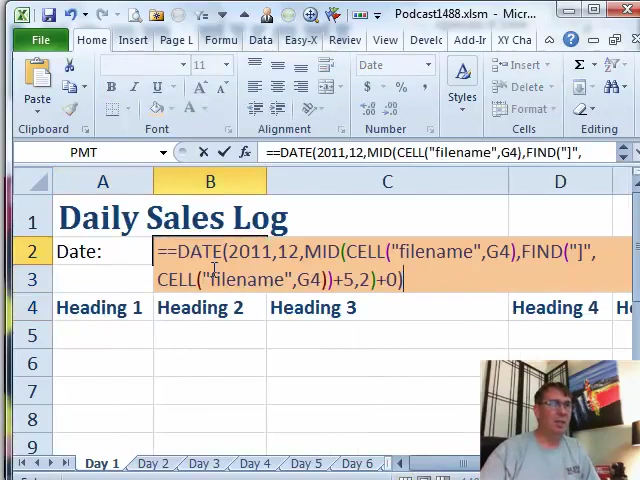 Podcast1488.xlsm - Micr...
File Home Insert Page L Formu Data Easy-X Review View Develo Add-Ir XY Cha
Paste
Clipboard Font Alignment Number Styles Cells Editing
11
Date
$ % ,
Insert
Delete
Format
PMT ==DATE(2011,12,MID(CELL("filename",G4),FIND("]",
A B C D
1 Daily Sales Log
2 Date: ==DATE(2011,12,MID(CELL("filename",G4),FIND("]",
3 CELL("filename",G4))+5,2)+0)
4 Heading 1 Heading 2 Heading 3 Heading 4 He
5
6
7
8
9
Day 1 Day 2 Day 3 Day 4 Day 5 Day 6